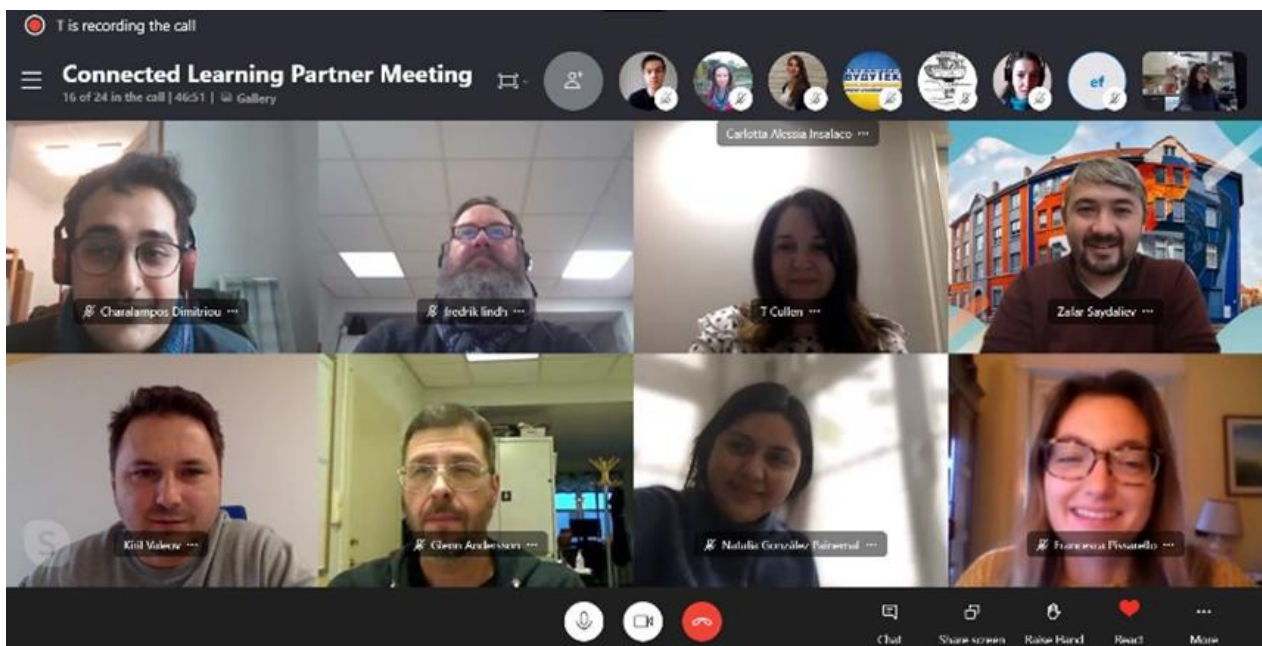 T is recording the call
Connected Learning Partner Meeting
16 of 24 in the call | 46:51 | Gallery
ef
Carlotta Alessia Insalaco ...
Charalampos Dimitriou ...
fredrik lindh ...
T Cullen ...
Zafar Saydaliev ...
S
Kiril Valeov ...
Glenn Andersson ...
Natalia González Painemal ...
Francesca Pissarello ...
Chat
Share screen
Raise Hand
React
More